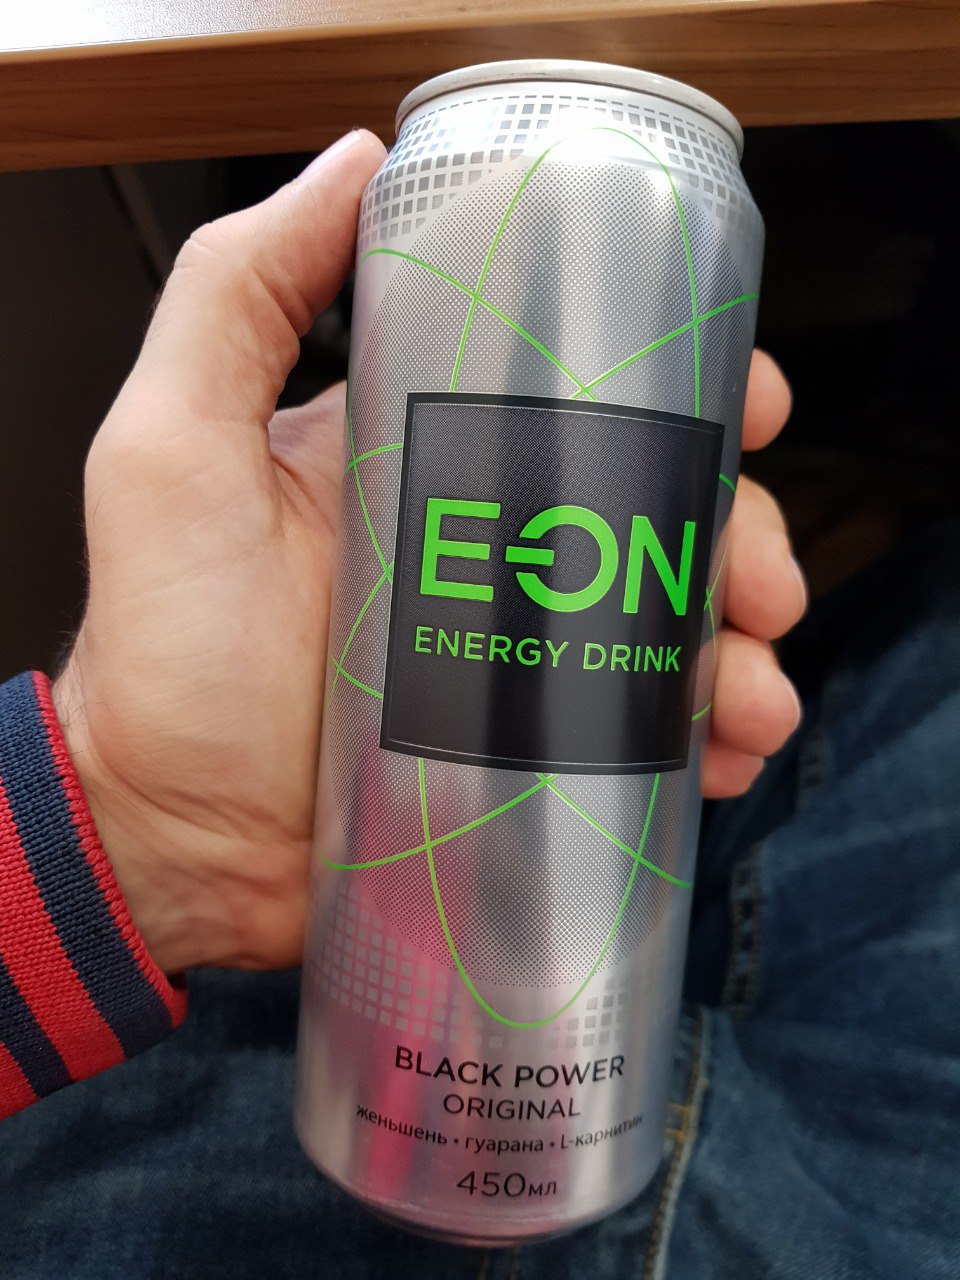 E-ON
ENERGY DRINK
BLACK POWER
ORIGINAL
женьшень • гуарана • L-карнитин
450мл